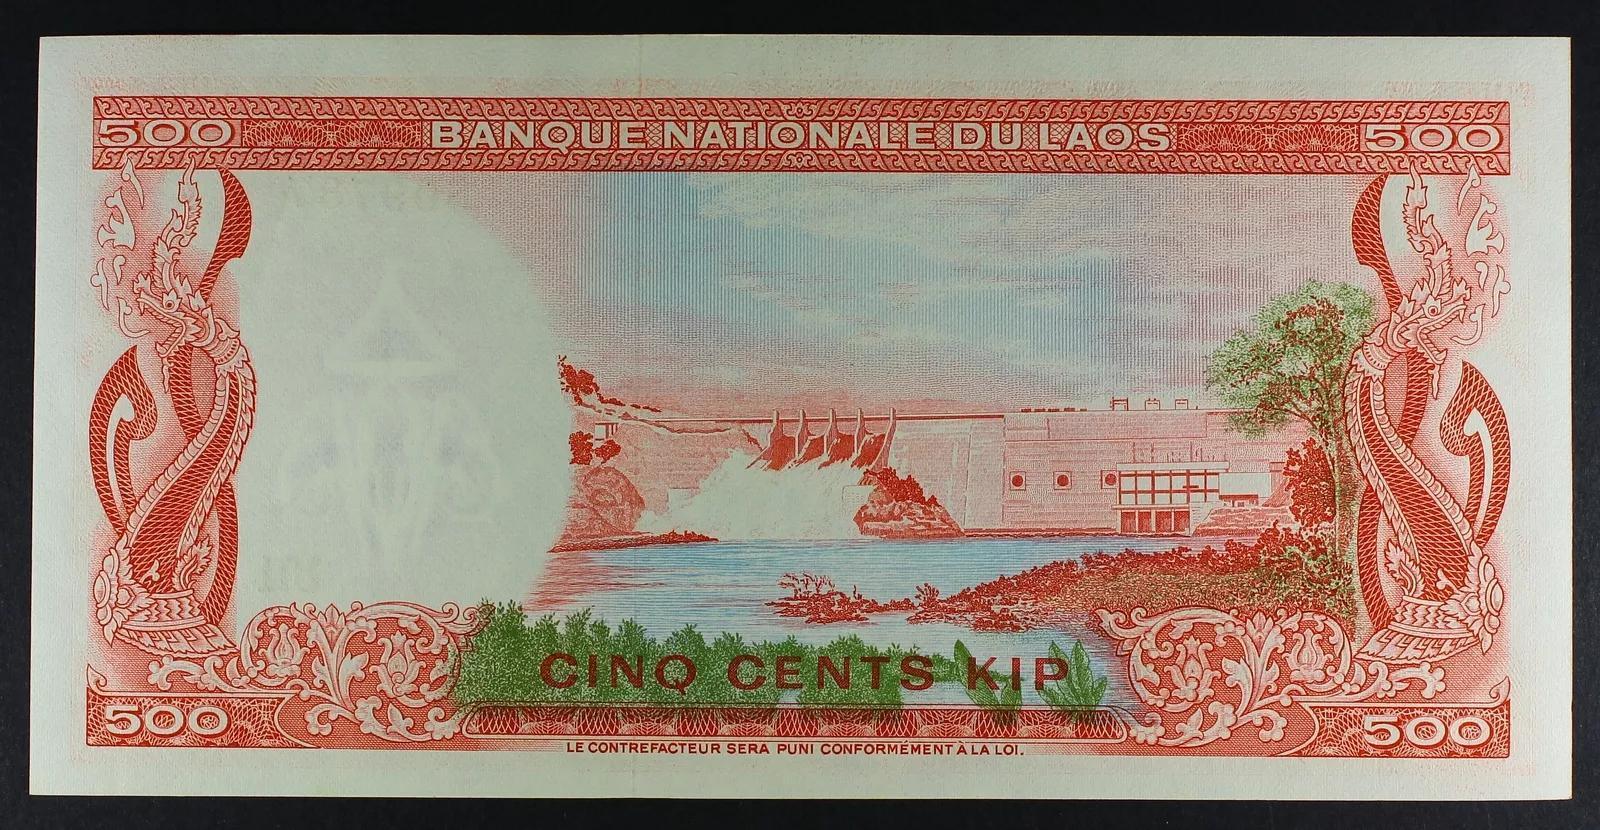 500 BANQUE NATIONALE DU LAOS 500
CINQ CENTS KIP
500 500
LE CONTREFACTEUR SERA PUNI CONFORMÉMENT À LA LOI.